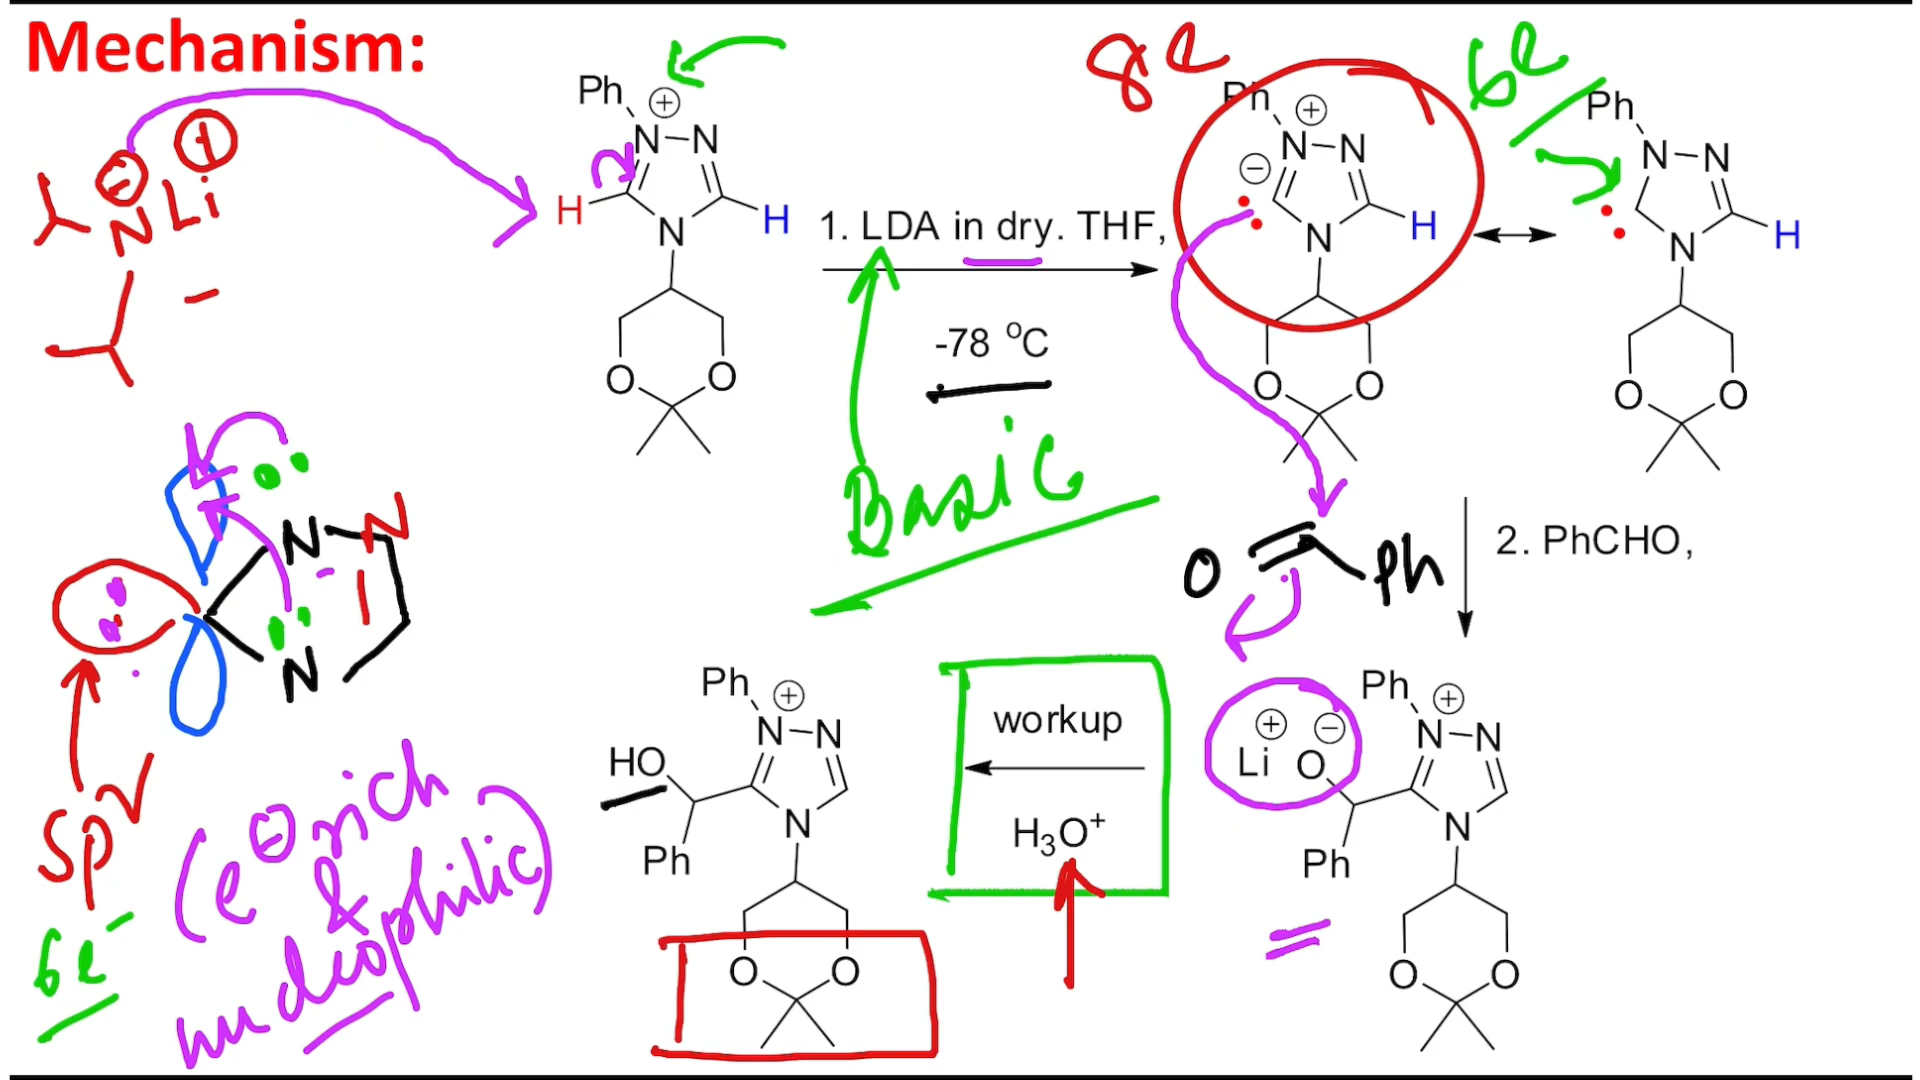 Mechanism:
8e
6e
Ph
⊕
N–N
H
H
N
O
O
⊖ ⊕
N Li
1. LDA in dry. THF,
-78 °C
Basic
Ph
⊕
N–N
⊖
H
N
O
O
Ph
N–N
H
N
O
O
N N
N
O Ph
2. PhCHO,
sp²
6e⁻
(e⊖ rich
& nucleophilic)
Ph
⊕
N–N
HO
N
Ph
O
O
workup
H₃O⁺
⊕ ⊖
Li O
Ph
⊕
N–N
N
Ph
O
O